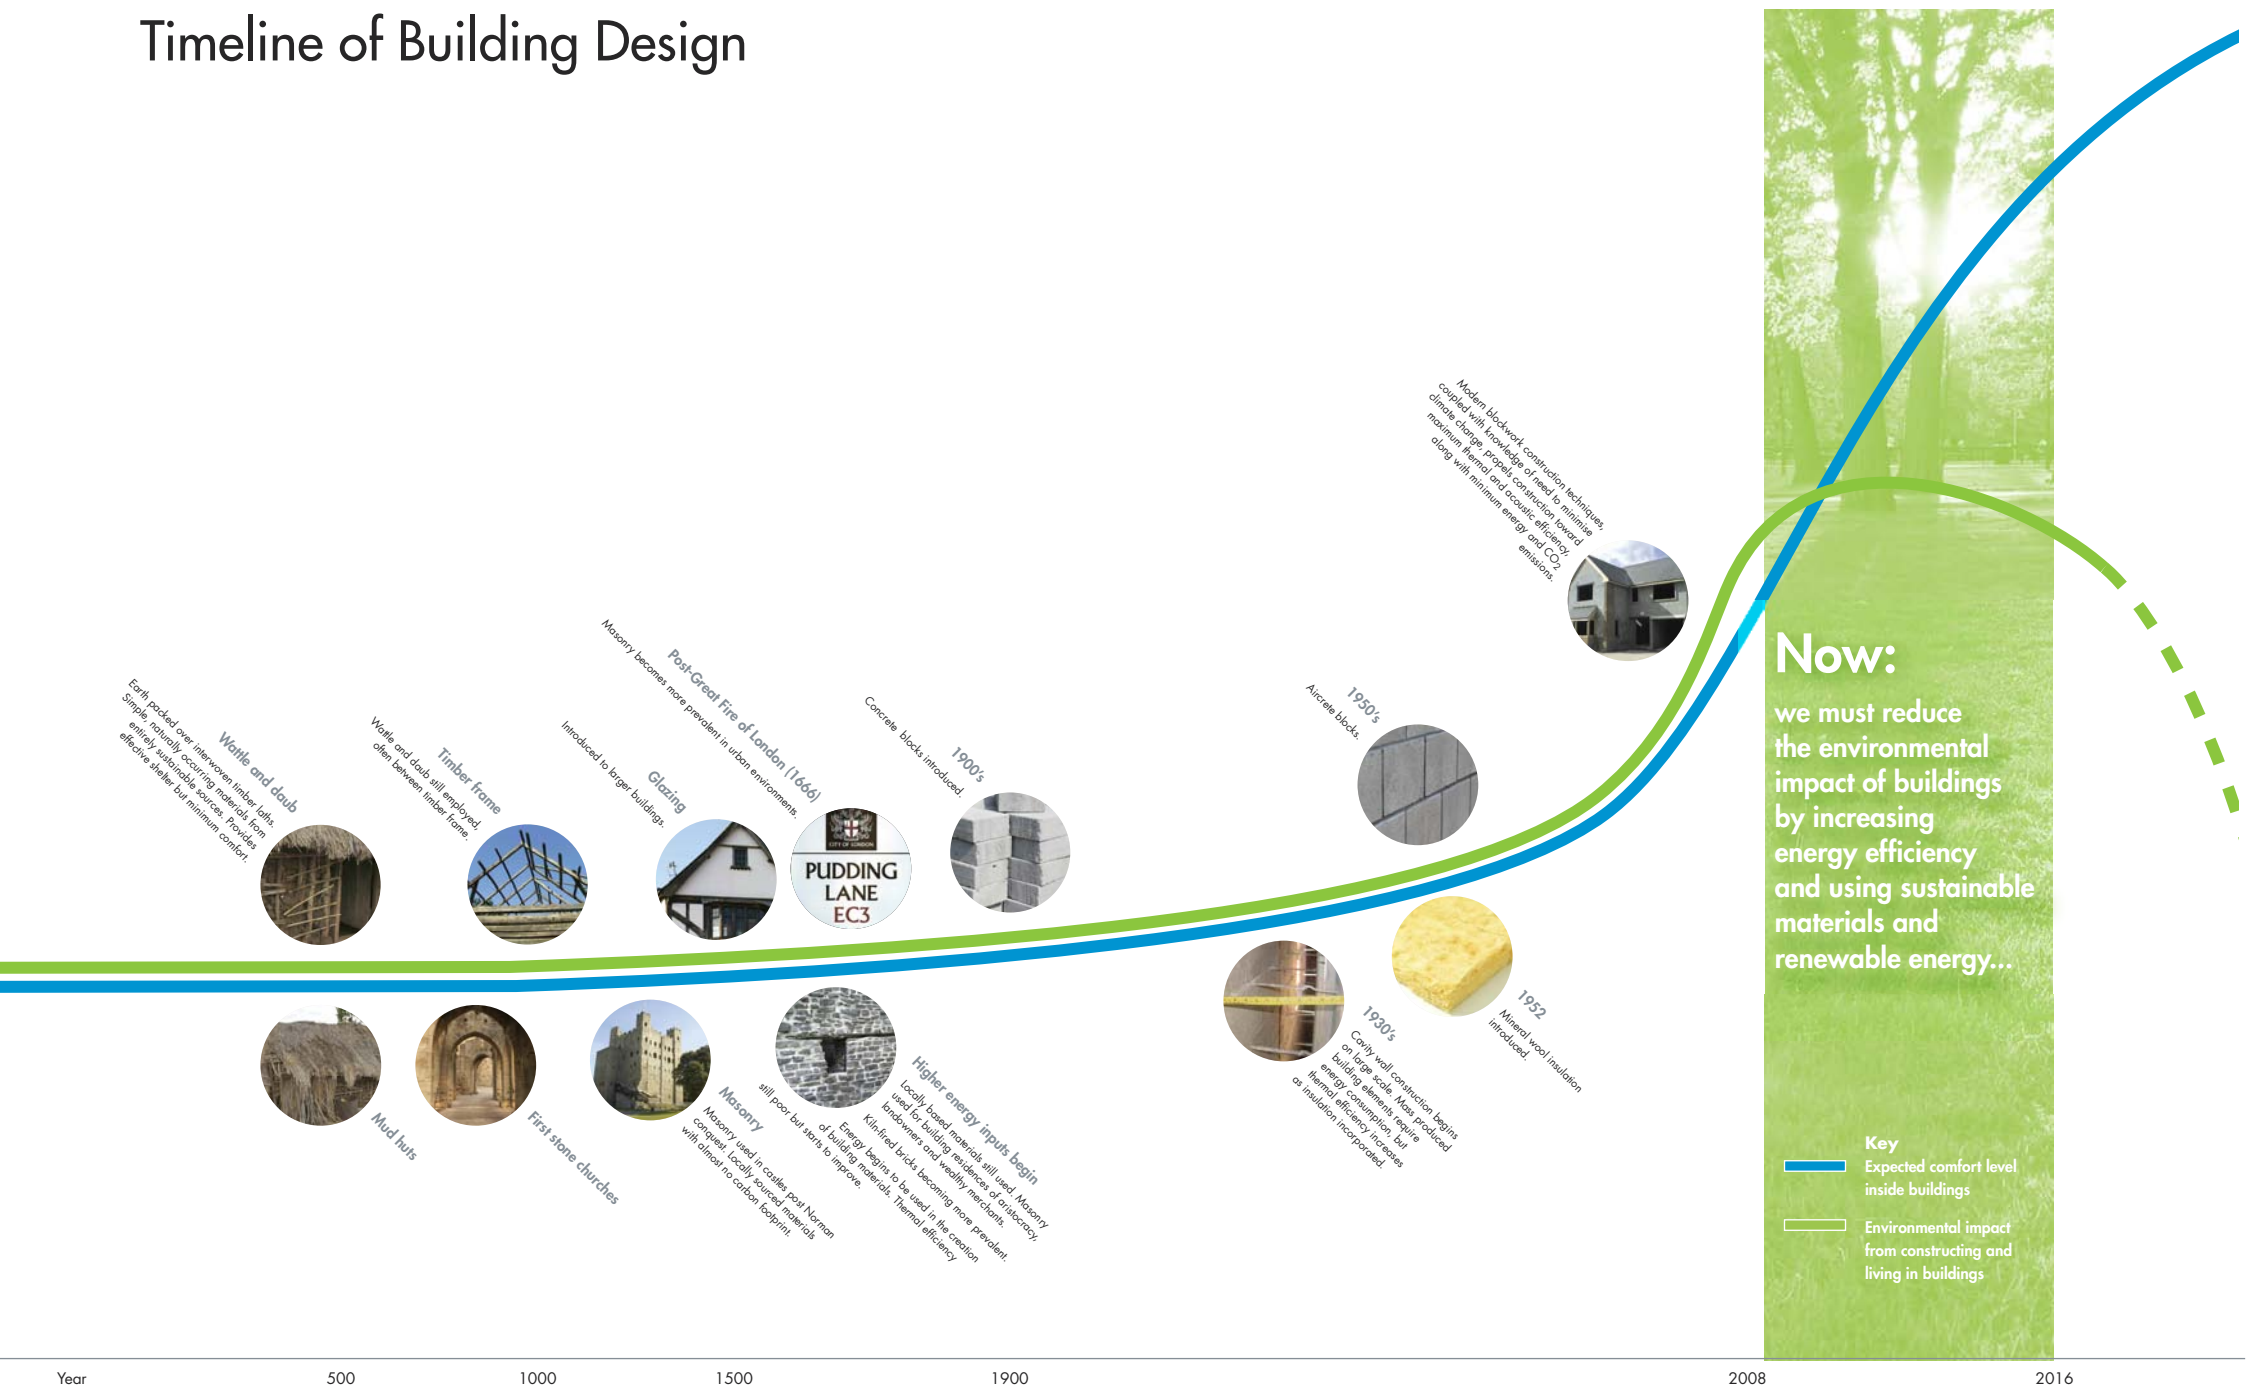 Timeline of Building Design
Wattle and daub
Earth packed over interwoven timber laths.
Simple, naturally occurring materials from
entirely sustainable sources. Provides
effective shelter but minimum comfort.
Timber frame
Wattle and daub still employed,
often between timber frame.
Glazing
Introduced to larger buildings.
Post-Great Fire of London (1666)
Masonry becomes more prevalent in urban environments.
CITY OF LONDON
PUDDING
LANE
EC3
1900's
Concrete blocks introduced.
1950's
Aircrete blocks.
Modern blockwork construction techniques,
coupled with knowledge of need to minimise
climate change, propels construction toward
maximum thermal and acoustic efficiency,
along with minimum energy and CO2
emissions.
Mud huts
First stone churches
Masonry
Masonry used in castles post Norman
conquest. Locally sourced materials
with almost no carbon footprint.
Higher energy inputs begin
Locally based materials still used. Masonry
used for building residences of aristocracy,
landowners and wealthy merchants.
Kiln-fired bricks becoming more prevalent.
Energy begins to be used in the creation
of building materials. Thermal efficiency
still poor but starts to improve.
1930's
Cavity wall construction begins
on large scale. Mass produced
building elements require
energy consumption, but
thermal efficiency increases
as insulation incorporated.
1952
Mineral wool insulation
introduced.
Now:
we must reduce
the environmental
impact of buildings
by increasing
energy efficiency
and using sustainable
materials and
renewable energy...
Key
Expected comfort level
inside buildings
Environmental impact
from constructing and
living in buildings
Year 500 1000 1500 1900 2008 2016